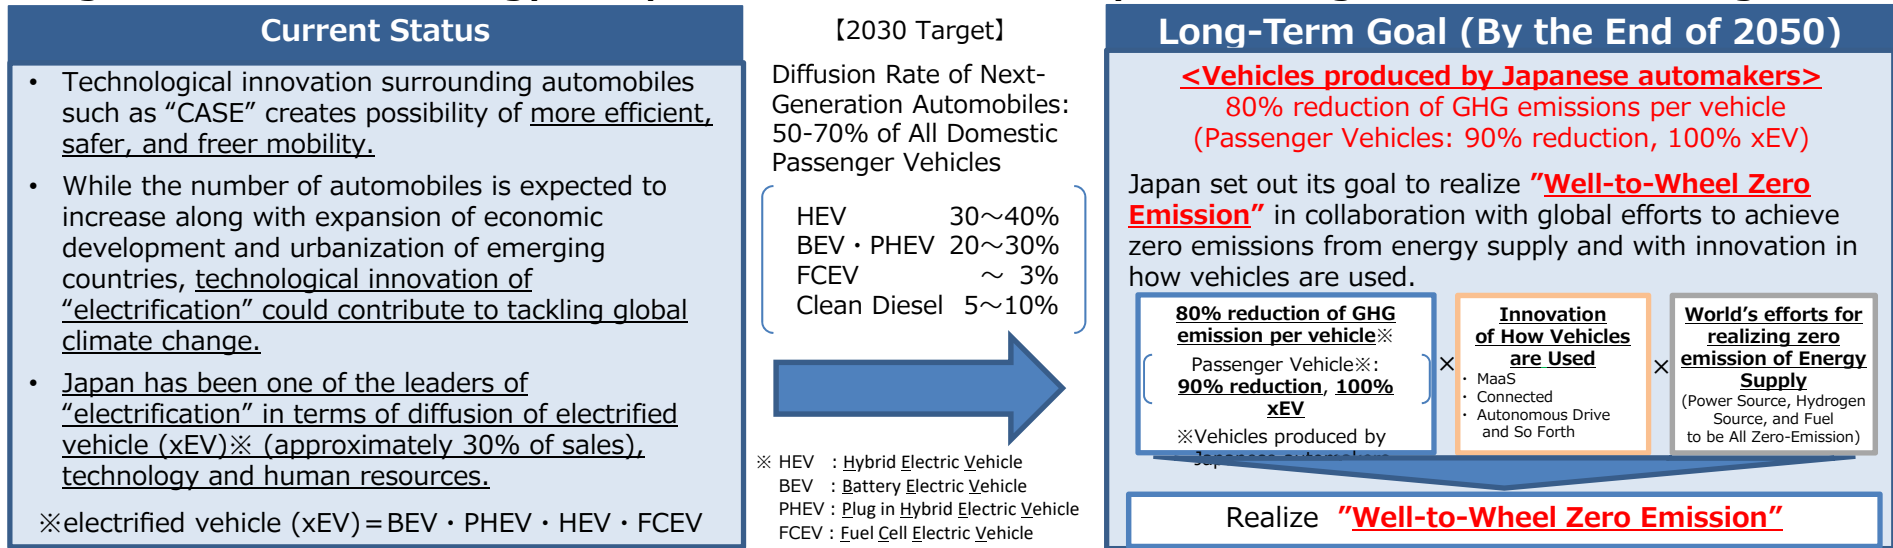 Current Status
• Technological innovation surrounding automobiles
such as “CASE” creates possibility of more efficient,
safer, and freer mobility.
• While the number of automobiles is expected to
increase along with expansion of economic
development and urbanization of emerging
countries, technological innovation of
“electrification” could contribute to tackling global
climate change.
• Japan has been one of the leaders of
“electrification” in terms of diffusion of electrified
vehicle (xEV)※ (approximately 30% of sales),
technology and human resources.
※electrified vehicle (xEV)＝BEV・PHEV・HEV・FCEV
【2030 Target】
Diffusion Rate of Next-
Generation Automobiles:
50-70% of All Domestic
Passenger Vehicles
HEV 30～40%
BEV・PHEV 20～30%
FCEV ～ 3%
Clean Diesel 5～10%
※ HEV : Hybrid Electric Vehicle
BEV : Battery Electric Vehicle
PHEV : Plug in Hybrid Electric Vehicle
FCEV : Fuel Cell Electric Vehicle
Long-Term Goal (By the End of 2050)
<Vehicles produced by Japanese automakers>
80% reduction of GHG emissions per vehicle
(Passenger Vehicles: 90% reduction, 100% xEV)
Japan set out its goal to realize ”Well-to-Wheel Zero
Emission” in collaboration with global efforts to achieve
zero emissions from energy supply and with innovation in
how vehicles are used.
80% reduction of GHG
emission per vehicle※
Passenger Vehicle※:
90% reduction, 100%
xEV
※Vehicles produced by
Japanese automakers
×
Innovation
of How Vehicles
are Used
・ MaaS
・ Connected
・ Autonomous Drive
and So Forth
×
World’s efforts for
realizing zero
emission of Energy
Supply
(Power Source, Hydrogen
Source, and Fuel
to be All Zero-Emission)
Realize ”Well-to-Wheel Zero Emission”